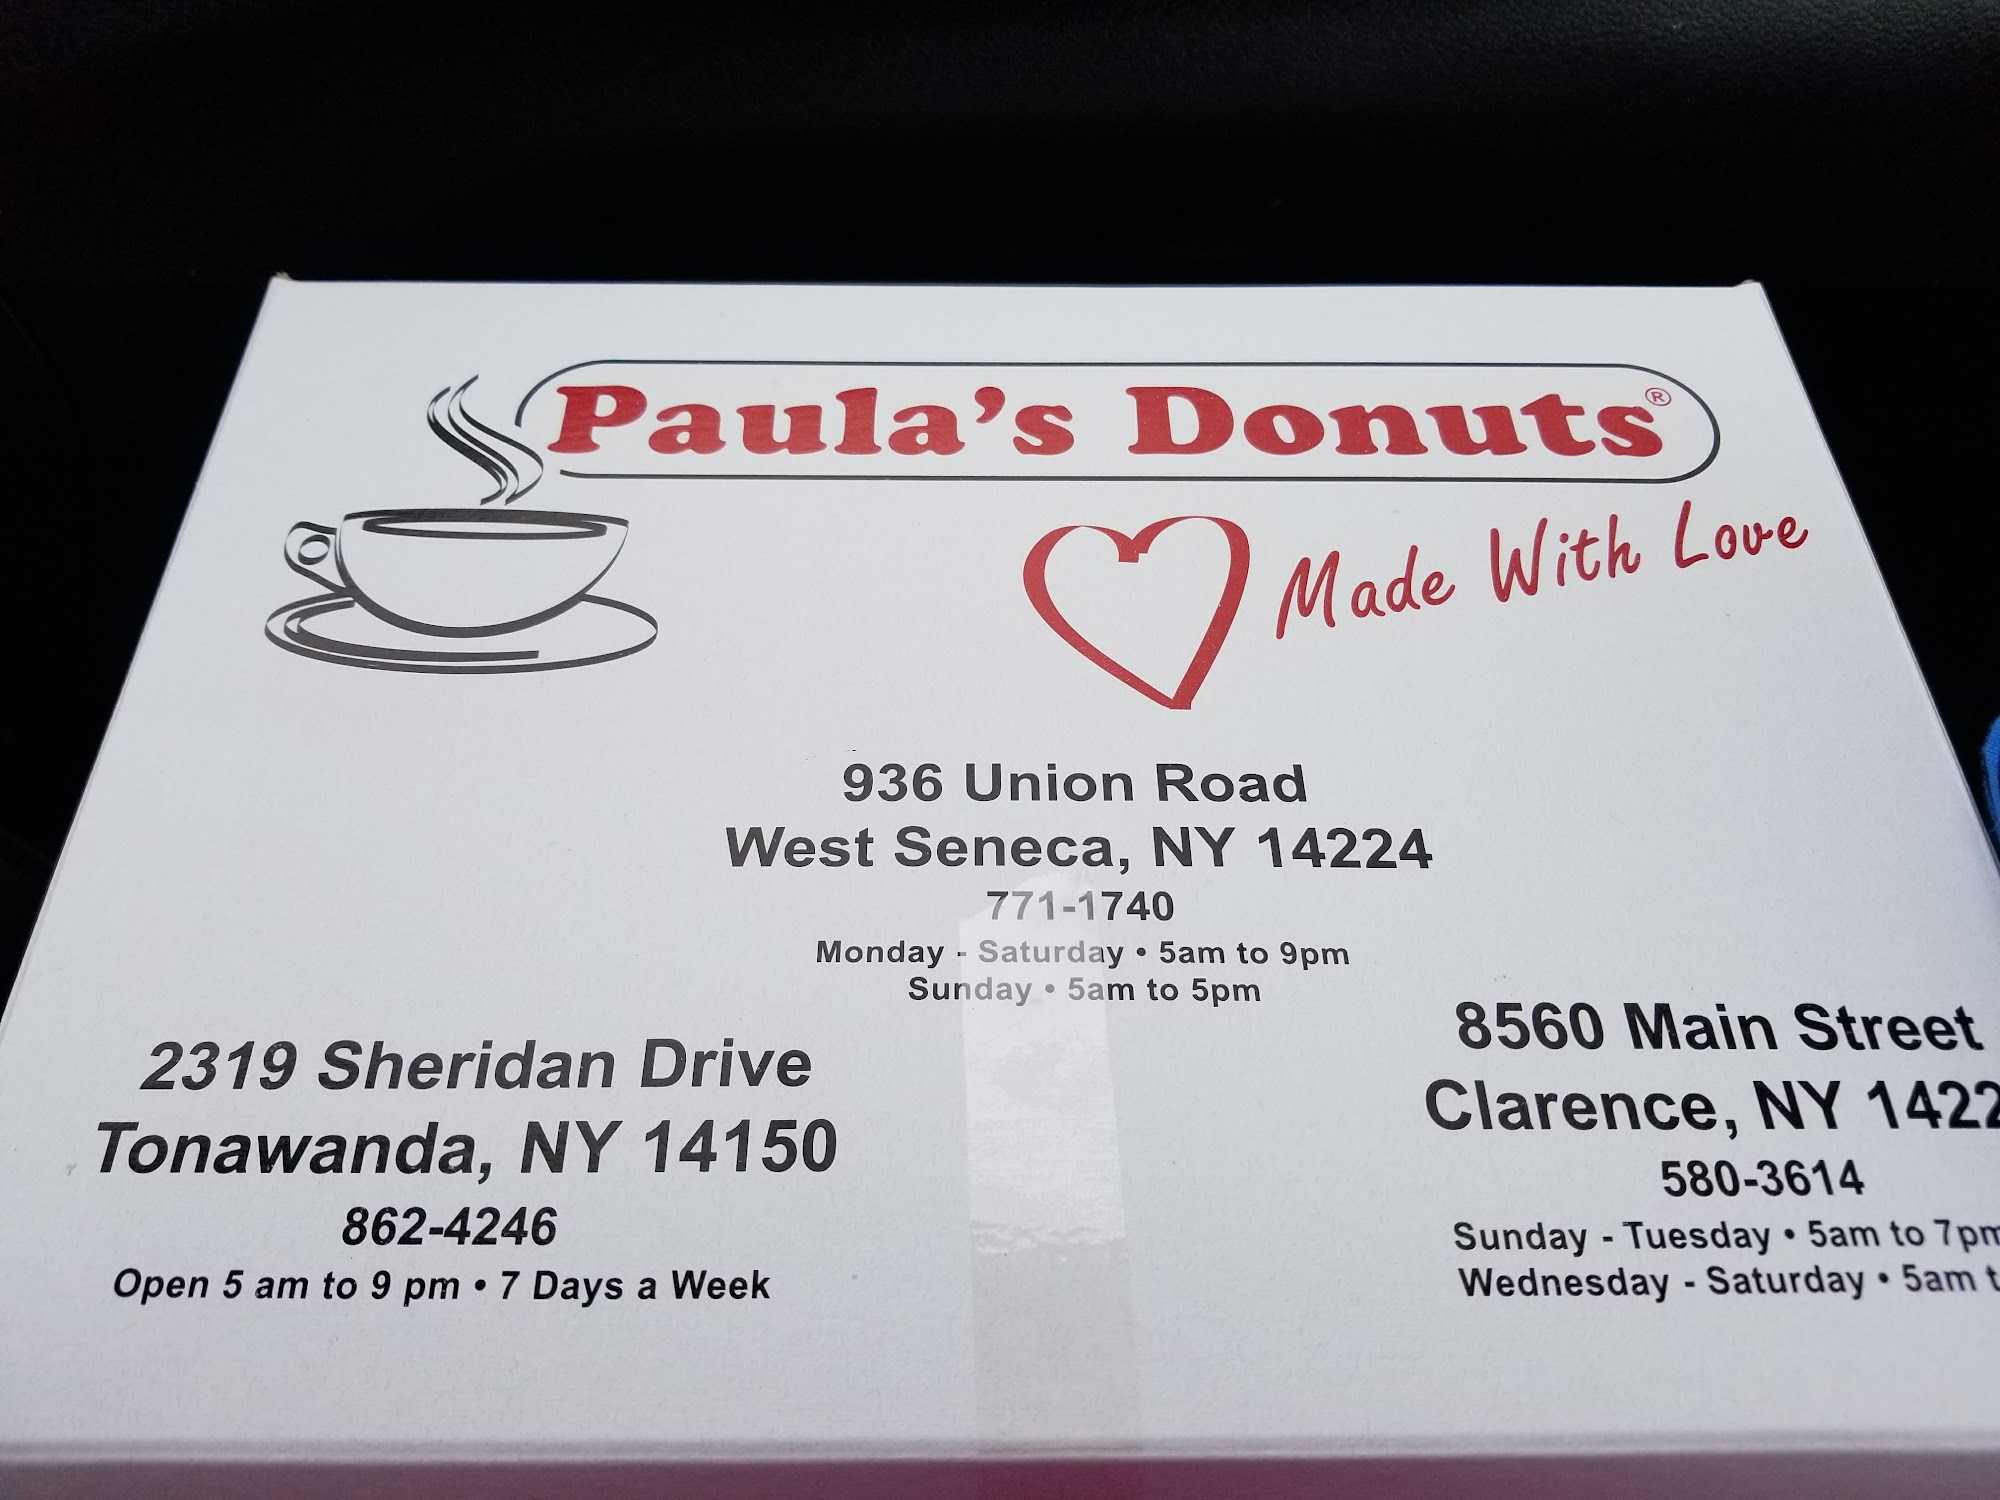 Paula's Donuts®
Made With Love
936 Union Road
West Seneca, NY 14224
771-1740
Monday - Saturday • 5am to 9pm
Sunday • 5am to 5pm
2319 Sheridan Drive
Tonawanda, NY 14150
862-4246
Open 5 am to 9 pm • 7 Days a Week
8560 Main Street
Clarence, NY
580-3614
Sunday - Tuesday • 5am to 7pm
Wednesday - Saturday • 5am